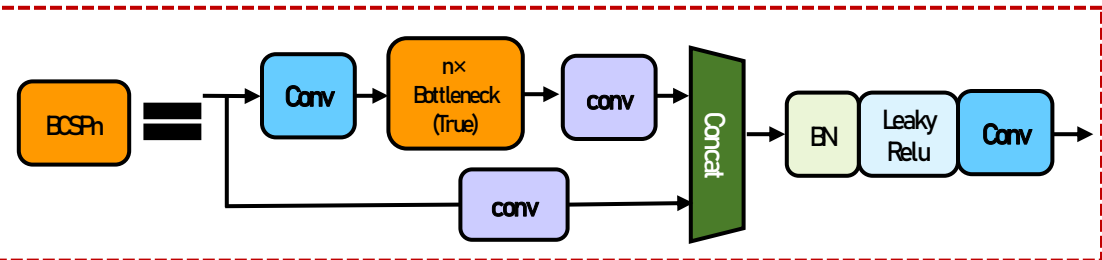 BCSPn
Conv
n×
Bottleneck
(True)
conv
conv
Concat
BN
Leaky
Relu
Conv